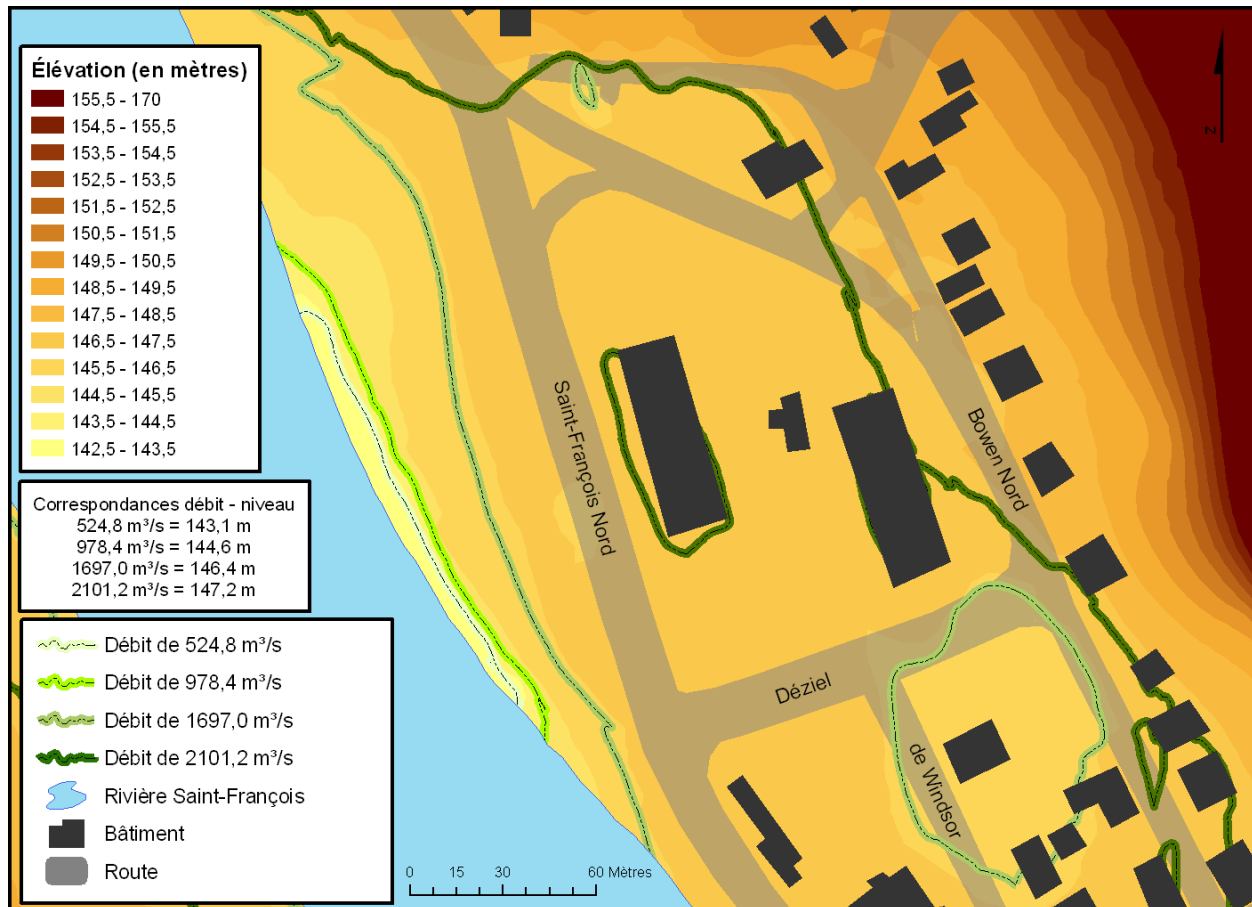 Élévation (en mètres)
155,5 - 170
154,5 - 155,5
153,5 - 154,5
152,5 - 153,5
151,5 - 152,5
150,5 - 151,5
149,5 - 150,5
148,5 - 149,5
147,5 - 148,5
146,5 - 147,5
145,5 - 146,5
144,5 - 145,5
143,5 - 144,5
142,5 - 143,5
Correspondances débit - niveau
524,8 m³/s = 143,1 m
978,4 m³/s = 144,6 m
1697,0 m³/s = 146,4 m
2101,2 m³/s = 147,2 m
Débit de 524,8 m³/s
Débit de 978,4 m³/s
Débit de 1697,0 m³/s
Débit de 2101,2 m³/s
Rivière Saint-François
Bâtiment
Route
0 15 30 60 Mètres
Saint-François Nord
Bowen Nord
Déziel
de Windsor
N